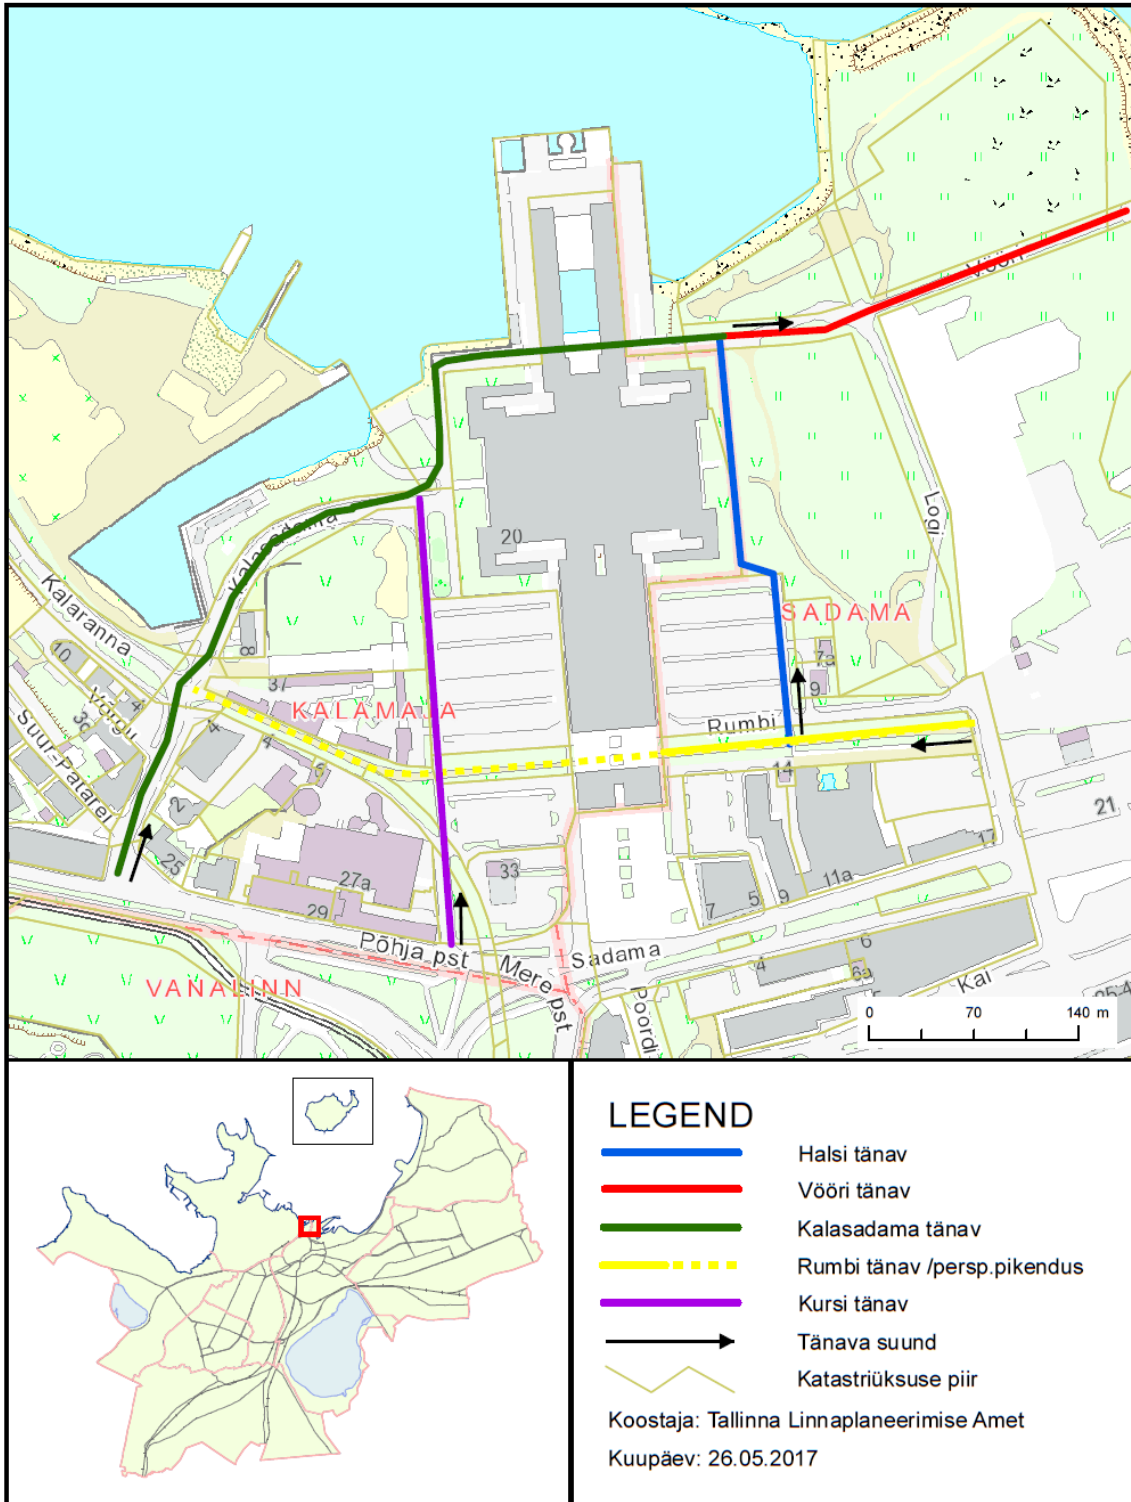 Vööri
Kalasadama
Logi
20
Kalaranna
SADAMA
10
8
7a
9
Võrgu
4
37
KALAMAJA
Rumbi
3
Suur-Patarei
4
4
6
14
2
21
25
27a
33
17
29
11a
7
5
9
Põhja pst
Mere pst
Sadama
6
4
6a
Kai
VANALINN
Poordi
0 70 140 m
LEGEND
Halsi tänav
Vööri tänav
Kalasadama tänav
Rumbi tänav /persp.pikendus
Kursi tänav
Tänava suund
Katastriüksuse piir
Koostaja: Tallinna Linnaplaneerimise Amet
Kuupäev: 26.05.2017